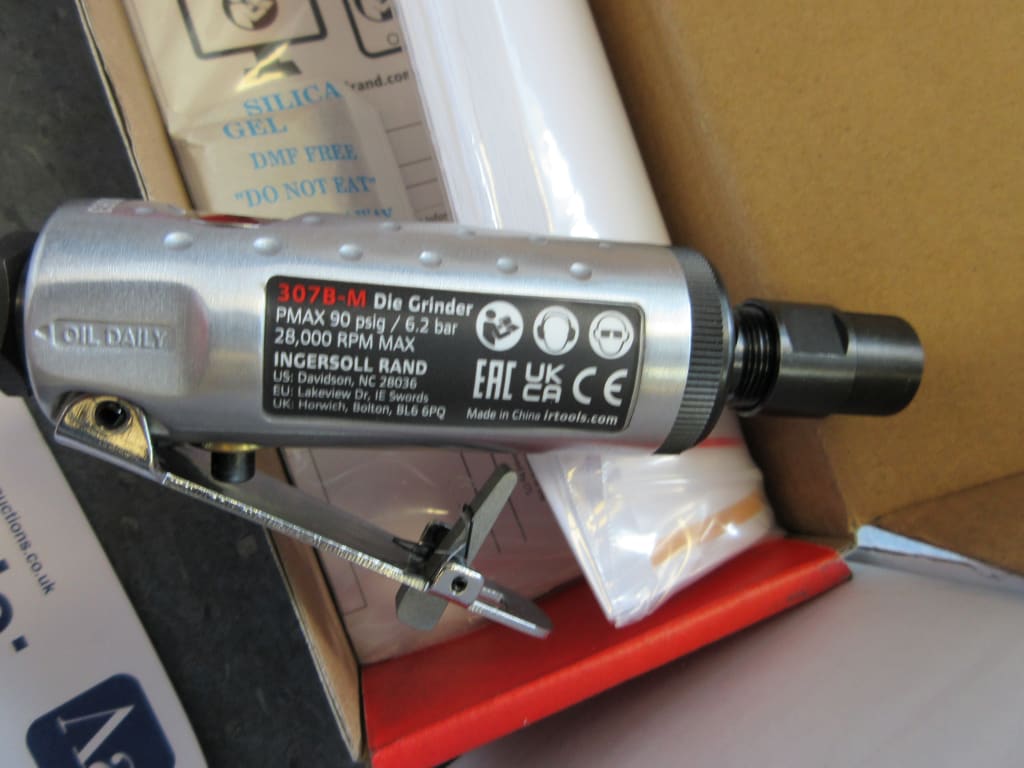 rand.com
SILICA
GEL
DMF FREE
"DO NOT EAT"
OIL DAILY
307B-M Die Grinder
PMAX 90 psig / 6.2 bar
28,000 RPM MAX
INGERSOLL RAND
US: Davidson, NC 28036
EU: Lakeview Dr, IE Swords
UK: Horwich, Bolton, BL6 6PQ
EAC UK CA CE
Made in China irtools.com
uctions.co.uk